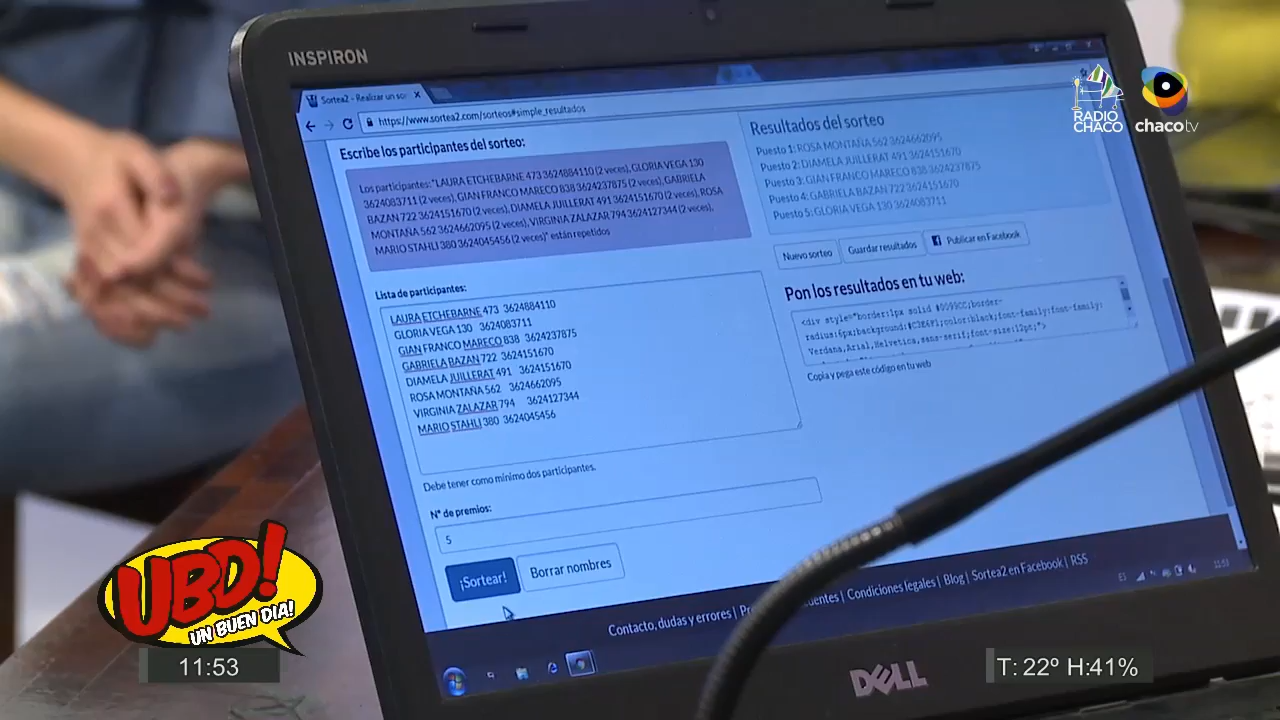 INSPIRON
Sortea2 - Realizar un so
https://www.sortea2.com/sorteos#simple_resultados
RADIO
CHACO
chacotv
Escribe los participantes del sorteo:
Los participantes: "LAURA ETCHEBARNE 473 3624884110 (2 veces), GLORIA VEGA 130
3624083711 (2 veces), GIAN FRANCO MARECO 838 3624237875 (2 veces), GABRIELA
BAZAN 722 3624151670 (2 veces), DIAMELA JUILLERAT 491 3624151670 (2 veces), ROSA
MONTAÑA 562 3624662095 (2 veces), VIRGINIA ZALAZAR 794 3624127344 (2 veces),
MARIO STAHLI 380 3624045456 (2 veces)" están repetidos
Lista de participantes:
LAURA ETCHEBARNE 473 3624884110
GLORIA VEGA 130 3624083711
GIAN FRANCO MARECO 838 3624237875
GABRIELA BAZAN 722 3624151670
DIAMELA JUILLERAT 491 3624151670
ROSA MONTAÑA 562 3624662095
VIRGINIA ZALAZAR 794 3624127344
MARIO STAHLI 380 3624045456
Debe tener como mínimo dos participantes.
N° de premios:
5
¡Sortear!
Borrar nombres
Resultados del sorteo
Puesto 1: ROSA MONTAÑA 562 3624662095
Puesto 2: DIAMELA JUILLERAT 491 3624151670
Puesto 3: GIAN FRANCO MARECO 838 3624237875
Puesto 4: GABRIELA BAZAN 722 3624151670
Puesto 5: GLORIA VEGA 130 3624083711
Nuevo sorteo
Guardar resultados
Publicar en Facebook
Pon los resultados en tu web:
<div style="border:1px solid #0099CC;border-
radius:6px;background:#C2E6F1;color:black;font-family:font-family:
Verdana,Arial,Helvetica,sans-serif;font-size:12pt;">
Copia y pega este código en tu web
Contacto, dudas y errores | Pr uentes | Condiciones legales | Blog | Sortea2 en Facebook | RSS
ES
11:53
DELL
UBD!
UN BUEN DIA!
11:53
T: 22º H:41%